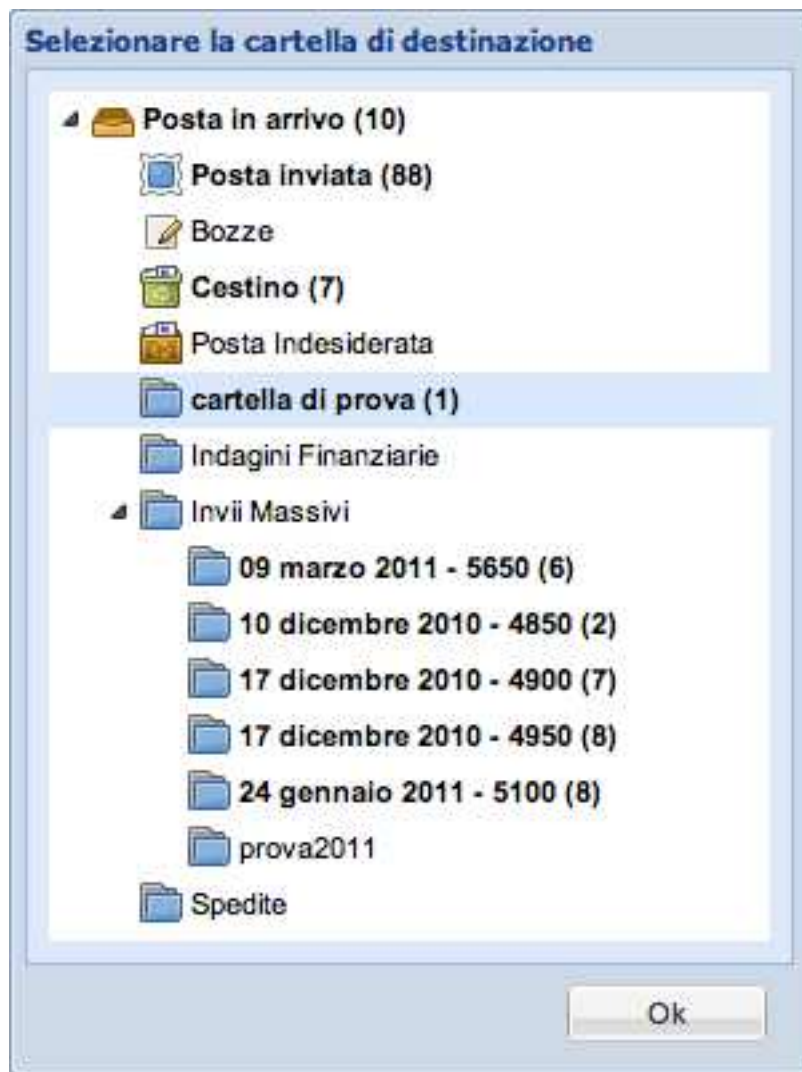 Selezionare la cartella di destinazione
Posta in arrivo (10)
Posta inviata (88)
Bozze
Cestino (7)
Posta Indesiderata
cartella di prova (1)
Indagini Finanziarie
Invii Massivi
09 marzo 2011 - 5650 (6)
10 dicembre 2010 - 4850 (2)
17 dicembre 2010 - 4900 (7)
17 dicembre 2010 - 4950 (8)
24 gennaio 2011 - 5100 (8)
prova2011
Spedite
Ok